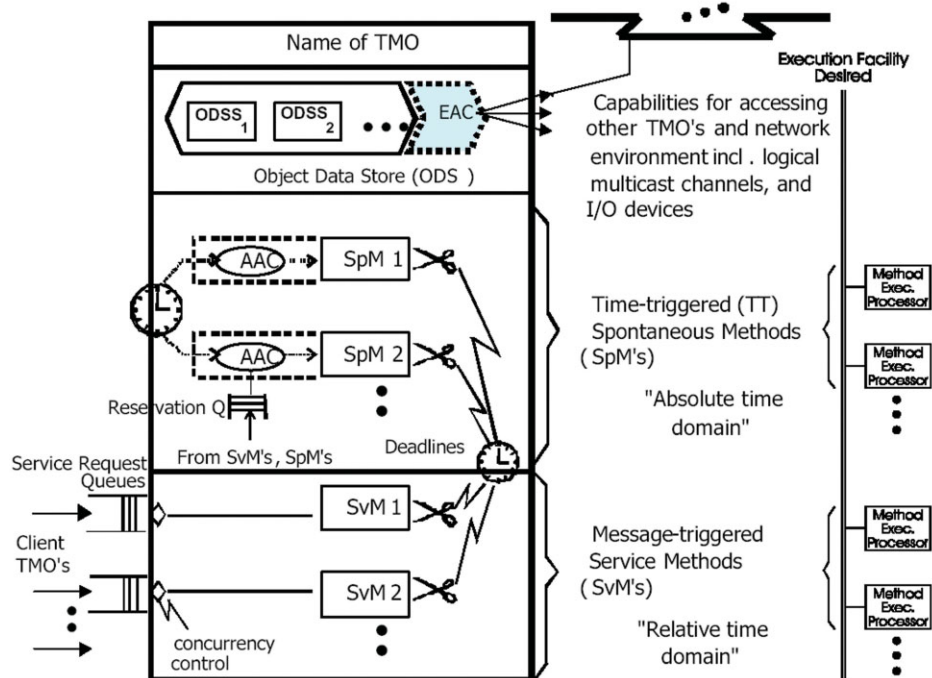 Name of TMO
ODSS1
ODSS2
EAC
Object Data Store (ODS )
Execution Facility
Desired
Capabilities for accessing
other TMO's and network
environment incl . logical
multicast channels, and
I/O devices
AAC
SpM 1
AAC
SpM 2
Reservation Q
From SvM's , SpM's
Deadlines
Time-triggered (TT)
Spontaneous Methods
(SpM's)
"Absolute time
domain"
Method
Exec.
Processor
Method
Exec.
Processor
Service Request
Queues
Client
TMO's
SvM 1
SvM 2
concurrency
control
Message-triggered
Service Methods
(SvM's)
"Relative time
domain"
Method
Exec.
Processor
Method
Exec.
Processor